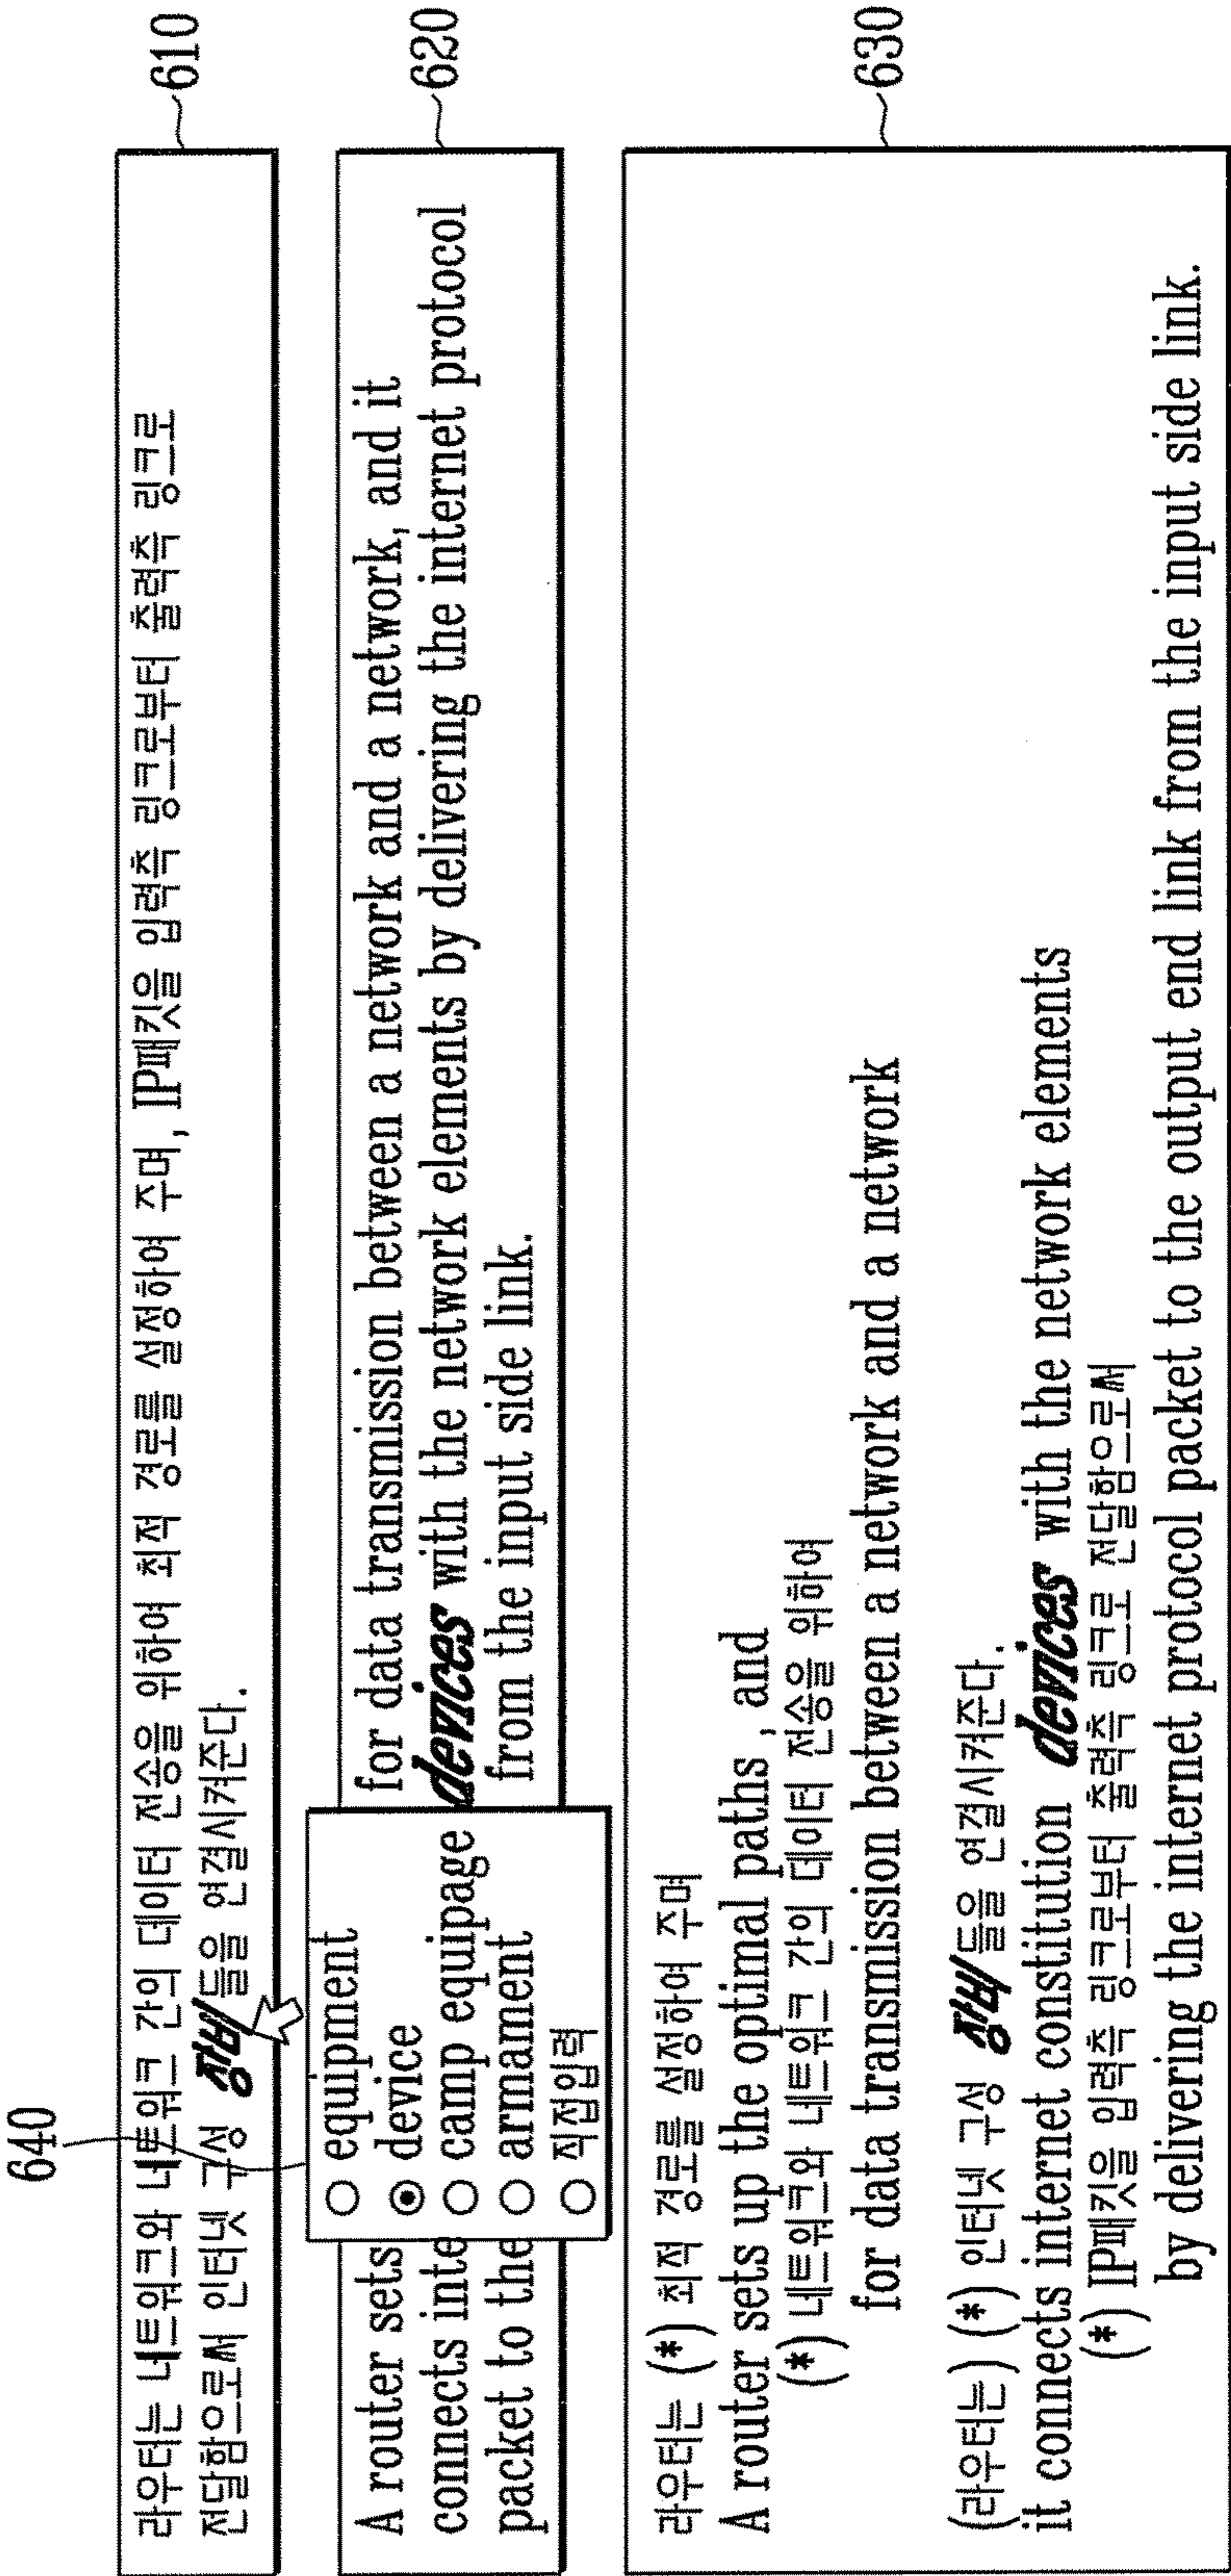 640
라우터는 네트워크와 네트워크 간의 데이터 전송을 위하여 최적 경로를 설정하여 주며, IP패킷을 입력측 링크로부터 출력측 링크로
전달함으로써 인터넷 구성 장비들을 연결시켜준다.
610
A router sets
connects inte
packet to the
equipment
device
camp equipage
armament
직접입력
for data transmission between a network and a network, and it
devices with the network elements by delivering the internet protocol
from the input side link.
620
라우터는 (*) 최적 경로를 설정하여 주며
A router sets up the optimal paths , and
(*) 네트워크와 네트워크 간의 데이터 전송을 위하여
for data transmission between a network and a network
(라우터는) (*) 인터넷 구성 장비들을 연결시켜준다.
it connects internet constitution devices with the network elements
(*) IP패킷을 입력측 링크로부터 출력측 링크로 전달함으로써
by delivering the internet protocol packet to the output end link from the input side link.
630